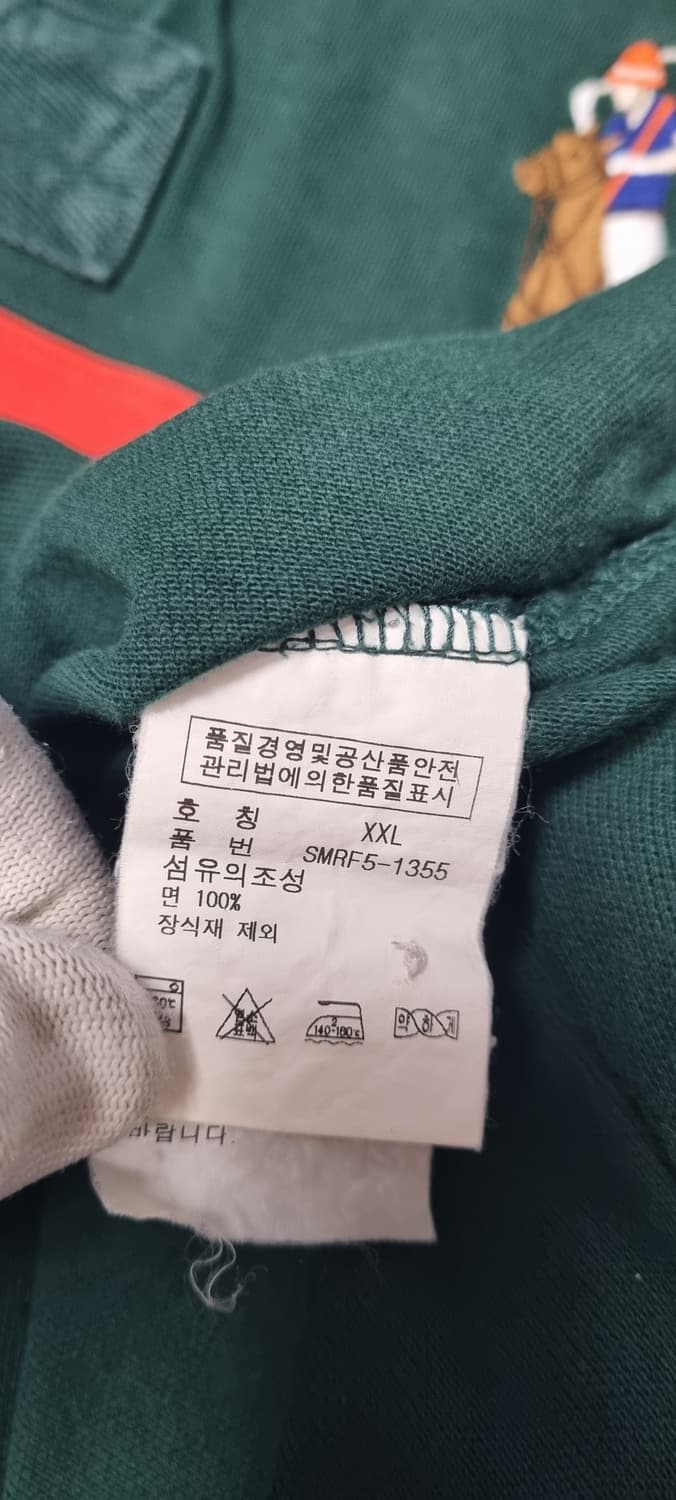 품질경영및공산품안전
관리법에의한품질표시
호 칭 XXL
품 번 SMRF5-1355
섬유의조성
면 100%
장식재 제외
140~160℃
약하게
바랍니다.